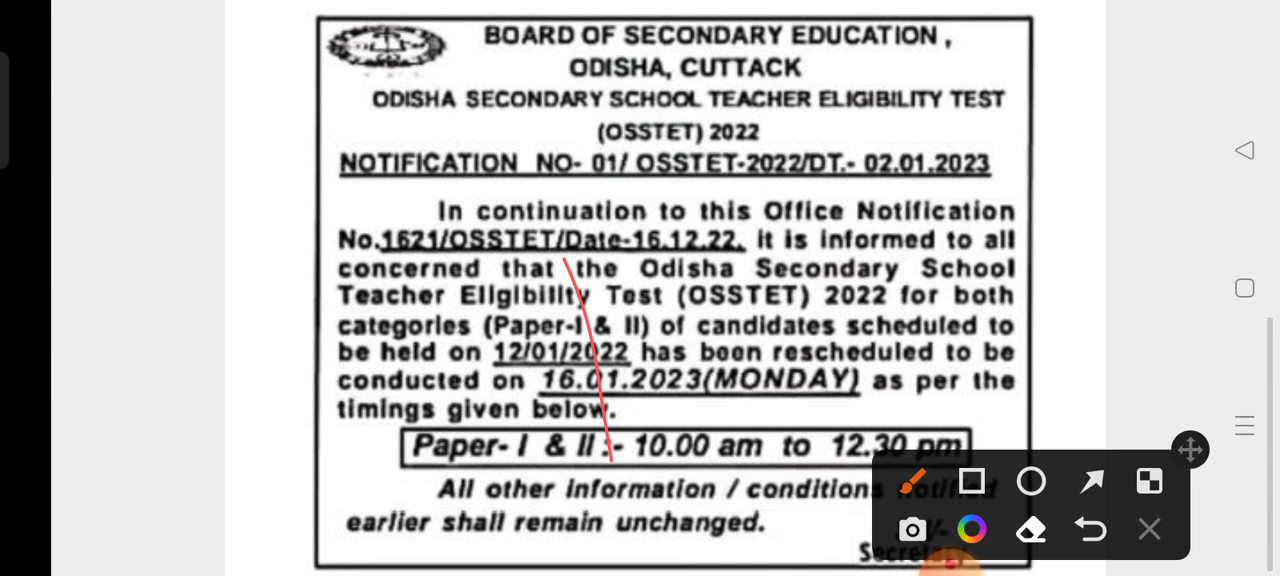 BOARD OF SECONDARY EDUCATION,
ODISHA, CUTTACK
ODISHA SECONDARY SCHOOL TEACHER ELIGIBILITY TEST
(OSSTET) 2022
NOTIFICATION NO- 01/ OSSTET-2022/DT.- 02.01.2023
In continuation to this Office Notification
No.1621/OSSTET/Date-16.12.22, it is informed to all
concerned that the Odisha Secondary School
Teacher Eligibility Test (OSSTET) 2022 for both
categories (Paper-I & II) of candidates scheduled to
be held on 12/01/2022 has been rescheduled to be
conducted on 16.01.2023(MONDAY) as per the
timings given below.
Paper- I & II :- 10.00 am to 12.30 pm
All other information / conditions notified
earlier shall remain unchanged.
Secretary